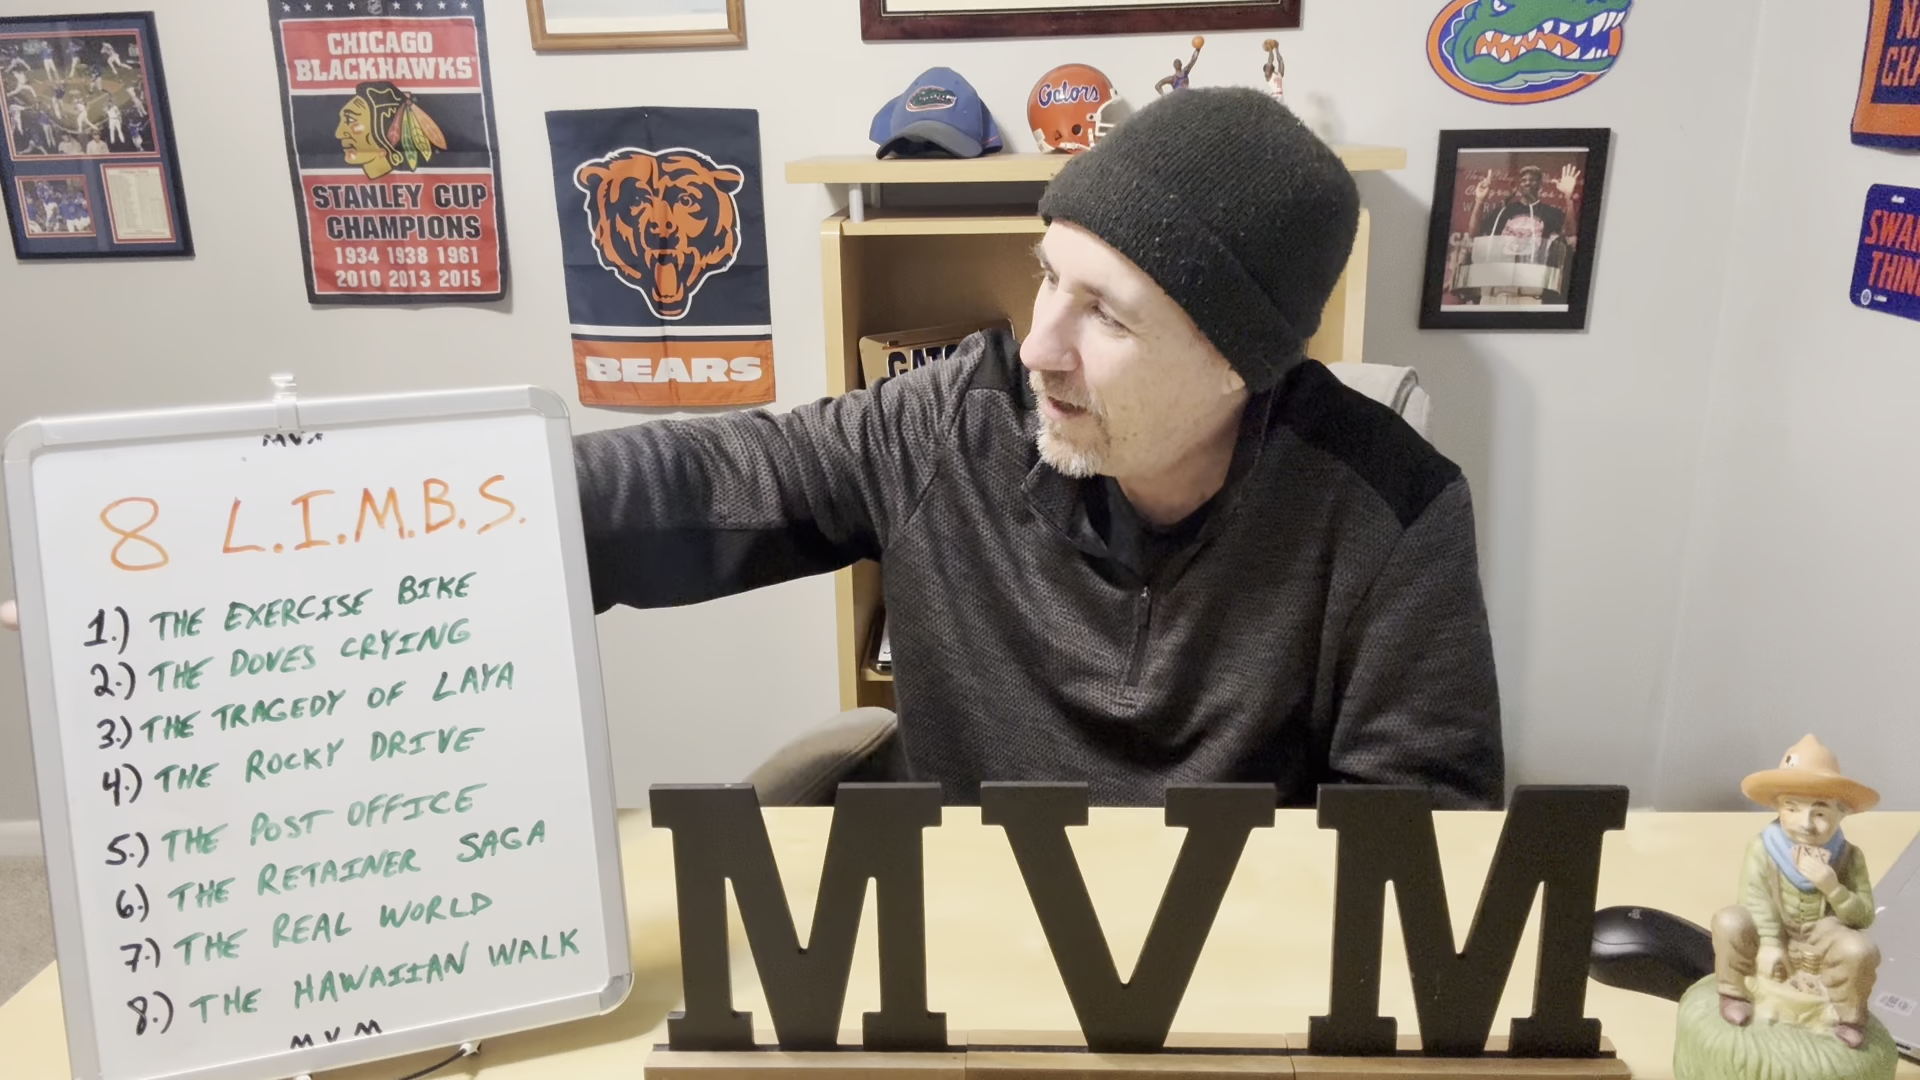 CHICAGO
BLACKHAWKS
STANLEY CUP
CHAMPIONS
1934 1938 1961
2010 2013 2015
BEARS
Gators
MVM
8 L.I.M.B.S.
1.) THE EXERCISE BIKE
2.) THE DOVES CRYING
3.) THE TRAGEDY OF LAYA
4.) THE ROCKY DRIVE
5.) THE POST OFFICE
6.) THE RETAINER SAGA
7.) THE REAL WORLD
8.) THE HAWAIIAN WALK
MVM
MVM